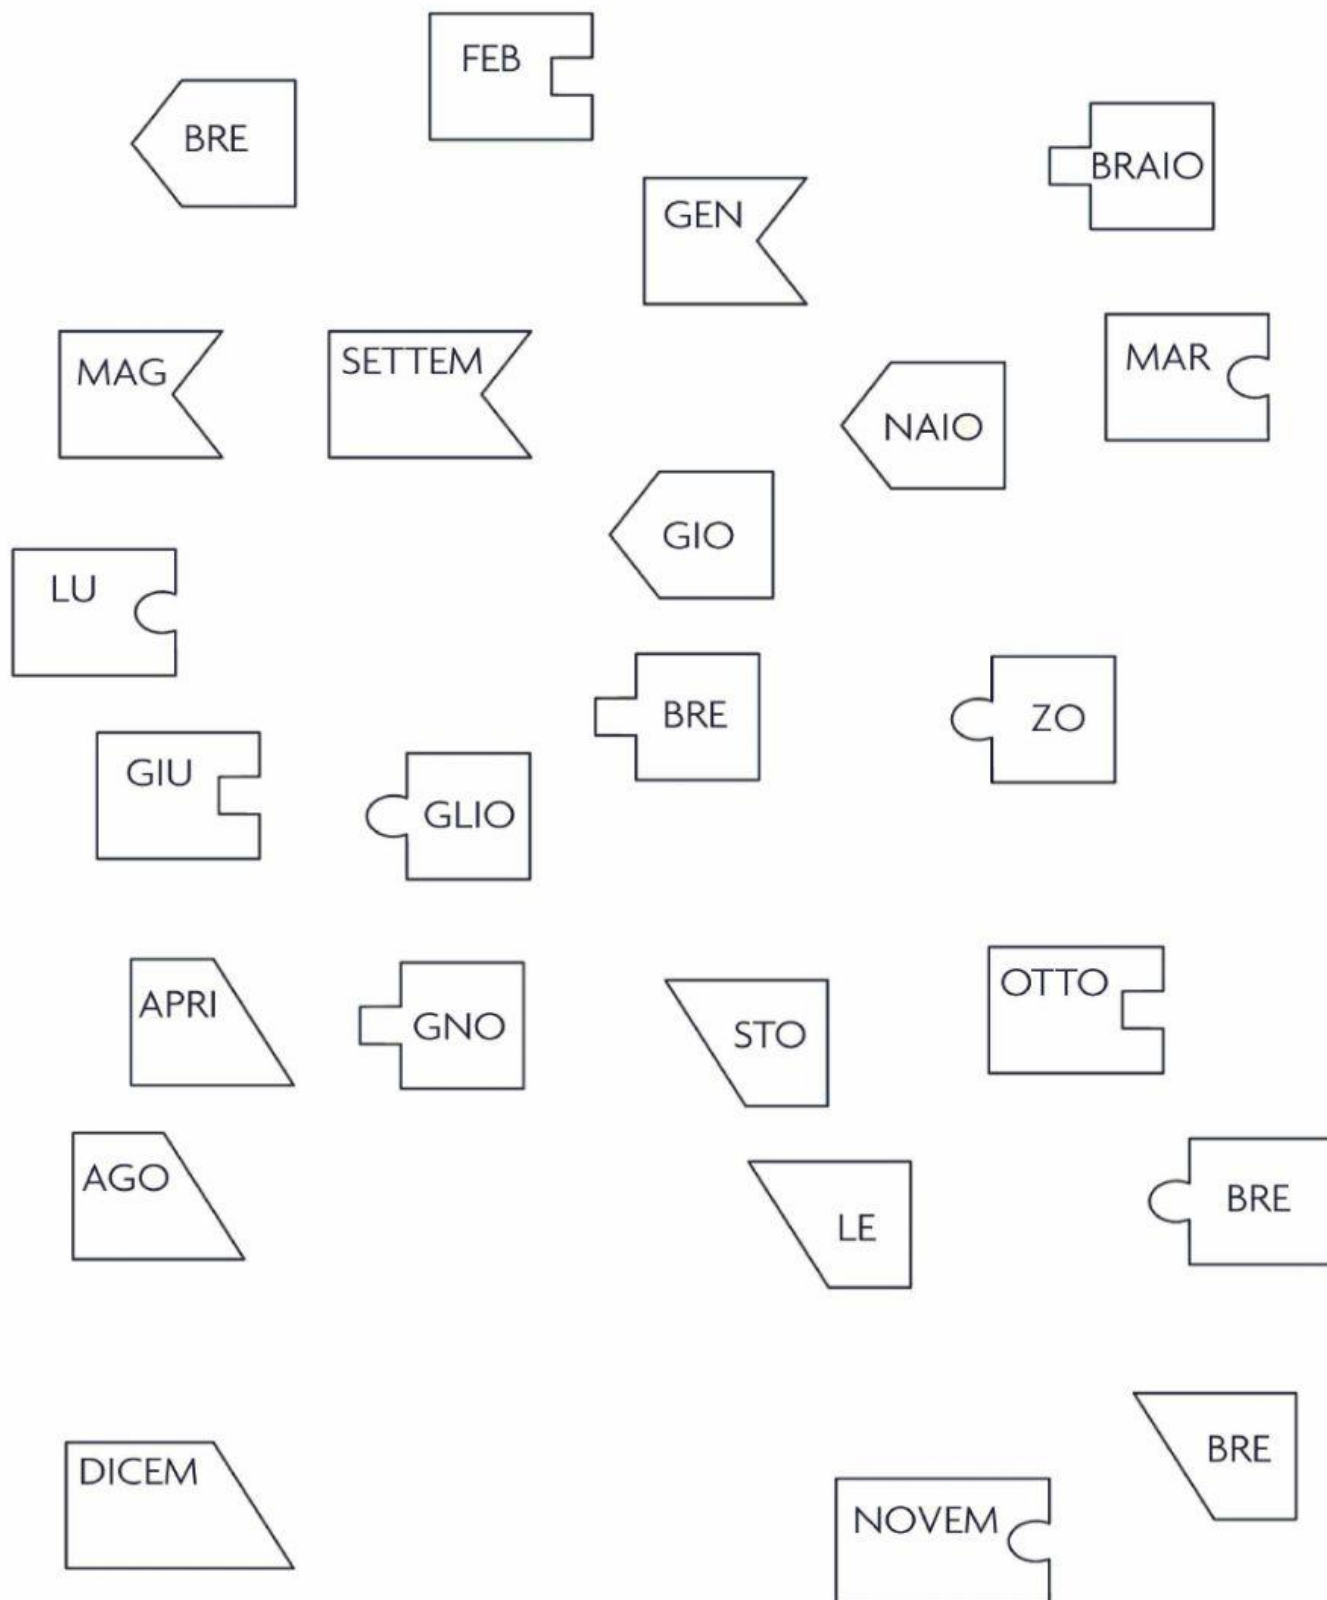 FEB
BRE
BRAIO
GEN
MAG
SETTEM
MAR
NAIO
GIO
LU
BRE
ZO
GIU
GLIO
APRI
GNO
STO
OTTO
AGO
LE
BRE
DICEM
BRE
NOVEM